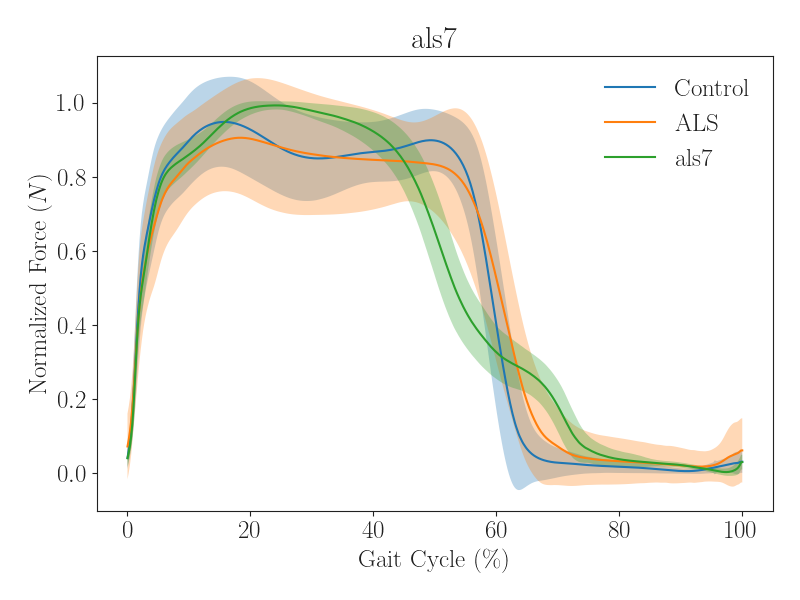 als7
Control
ALS
als7
1.0
0.8
0.6
0.4
0.2
0.0
Normalized Force (N)
0 20 40 60 80 100
Gait Cycle (%)